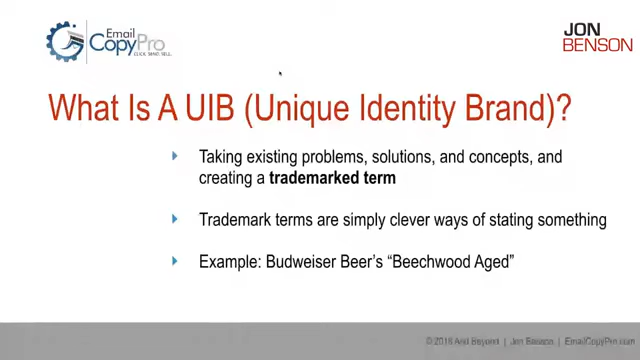 Email
CopyPro
CLICK. SEND. SELL.
JON
BENSON
What Is A UIB (Unique Identity Brand)?
Taking existing problems, solutions, and concepts, and
creating a trademarked term
Trademark terms are simply clever ways of stating something
Example: Budweiser Beer's “Beechwood Aged”
© 2018 And Beyond | Jon Benson | EmailCopyPro.com